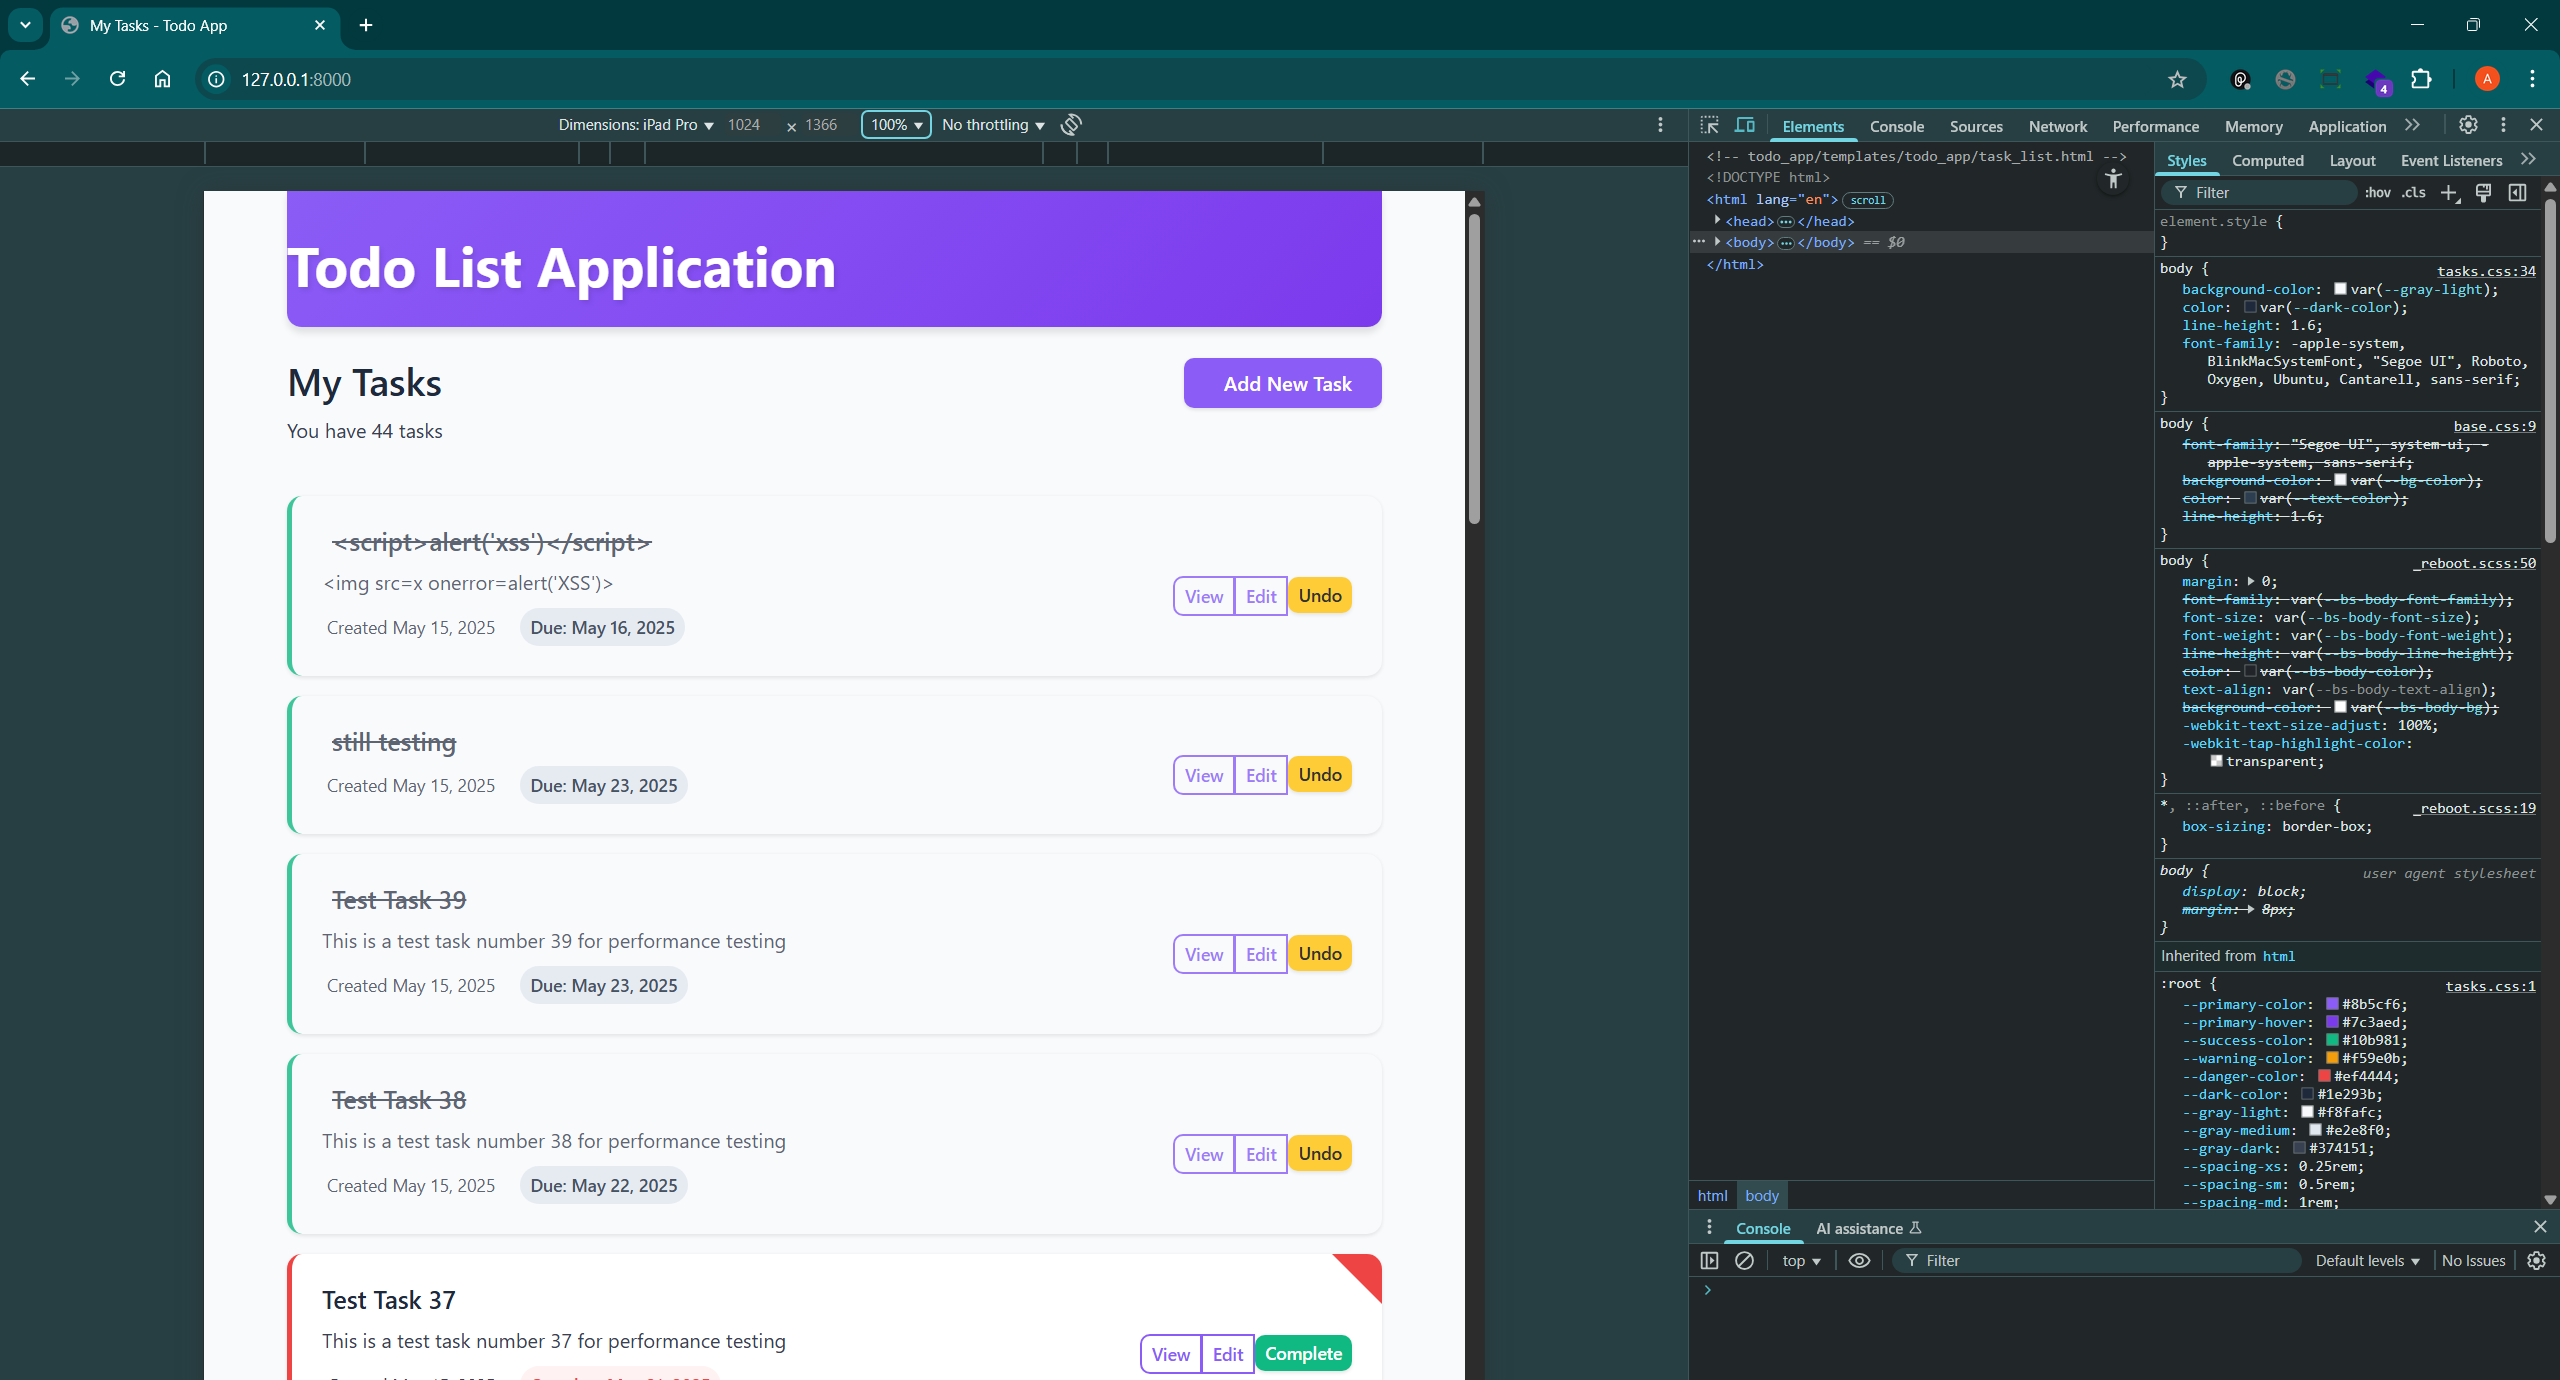 My Tasks - Todo App
127.0.0.1:8000
4
A
Dimensions: iPad Pro 1024 × 1366 100% No throttling
Todo List Application
My Tasks
Add New Task
You have 44 tasks
<script>alert('xss')</script>
<img src=x onerror=alert('XSS')>
Created May 15, 2025 Due: May 16, 2025
View Edit Undo
still testing
Created May 15, 2025 Due: May 23, 2025
View Edit Undo
Test Task 39
This is a test task number 39 for performance testing
Created May 15, 2025 Due: May 23, 2025
View Edit Undo
Test Task 38
This is a test task number 38 for performance testing
Created May 15, 2025 Due: May 22, 2025
View Edit Undo
Test Task 37
This is a test task number 37 for performance testing
View Edit Complete
Elements Console Sources Network Performance Memory Application
<!-- todo_app/templates/todo_app/task_list.html -->
<!DOCTYPE html>
<html lang="en"> scroll
<head>…</head>
<body>…</body> == $0
</html>
html body
Styles Computed Layout Event Listeners
Filter :hov .cls
element.style {
}
body { tasks.css:34
background-color: var(--gray-light);
color: var(--dark-color);
line-height: 1.6;
font-family: -apple-system,
BlinkMacSystemFont, "Segoe UI", Roboto,
Oxygen, Ubuntu, Cantarell, sans-serif;
}
body { base.css:9
font-family: "Segoe UI", system-ui, -
apple-system, sans-serif;
background-color: var(--bg-color);
color: var(--text-color);
line-height: 1.6;
}
body { _reboot.scss:50
margin: 0;
font-family: var(--bs-body-font-family);
font-size: var(--bs-body-font-size);
font-weight: var(--bs-body-font-weight);
line-height: var(--bs-body-line-height);
color: var(--bs-body-color);
text-align: var(--bs-body-text-align);
background-color: var(--bs-body-bg);
-webkit-text-size-adjust: 100%;
-webkit-tap-highlight-color:
transparent;
}
*, ::after, ::before { _reboot.scss:19
box-sizing: border-box;
}
body { user agent stylesheet
display: block;
margin: 8px;
}
Inherited from html
:root { tasks.css:1
--primary-color: #8b5cf6;
--primary-hover: #7c3aed;
--success-color: #10b981;
--warning-color: #f59e0b;
--danger-color: #ef4444;
--dark-color: #1e293b;
--gray-light: #f8fafc;
--gray-medium: #e2e8f0;
--gray-dark: #374151;
--spacing-xs: 0.25rem;
--spacing-sm: 0.5rem;
--spacing-md: 1rem;
Console AI assistance
top Filter Default levels No Issues